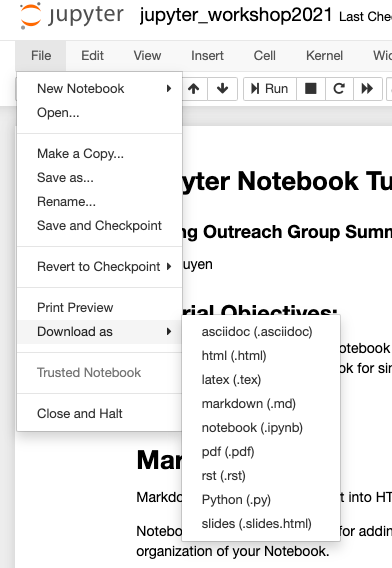 jupyter jupyter_workshop2021 Last Che
File Edit View Insert Cell Kernel Wid
New Notebook
Run
Open...
Make a Copy...
Save as...
yter Notebook Tu
Rename...
Save and Checkpoint
ng Outreach Group Summ
Revert to Checkpoint
uyen
Print Preview
rial Objectives:
Download as
asciidoc (.asciidoc)
otebook
html (.html)
ok for sin
Trusted Notebook
latex (.tex)
markdown (.md)
Close and Halt
notebook (.ipynb)
pdf (.pdf)
Mar
rst (.rst)
Markdo
t into HT
Python (.py)
slides (.slides.html)
Notebo
for addin
organization of your Notebook.